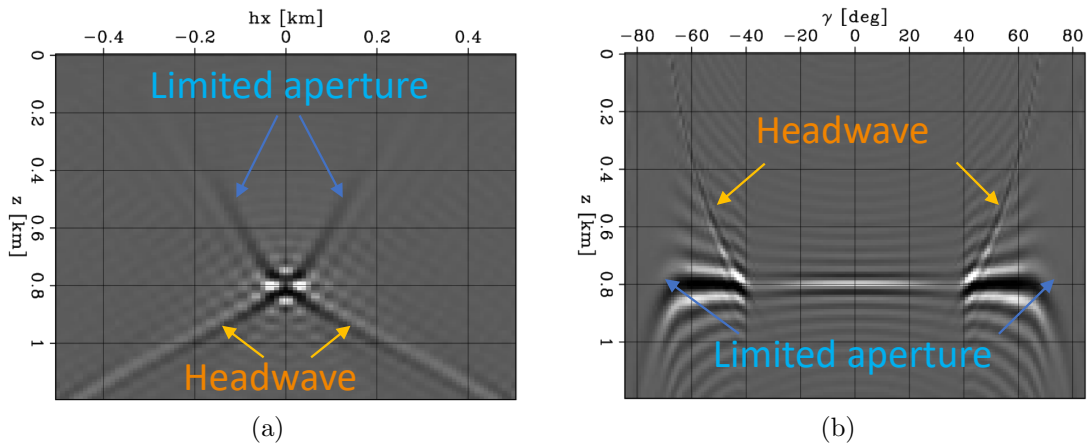 hx [km]
−0.4 −0.2 0 0.2 0.4
0 0.2 0.4 0.6 0.8 1
z [km]
Limited aperture
Headwave
(a)
γ [deg]
−80 −60 −40 −20 0 20 40 60 80
0 0.2 0.4 0.6 0.8 1
z [km]
Headwave
Limited aperture
(b)